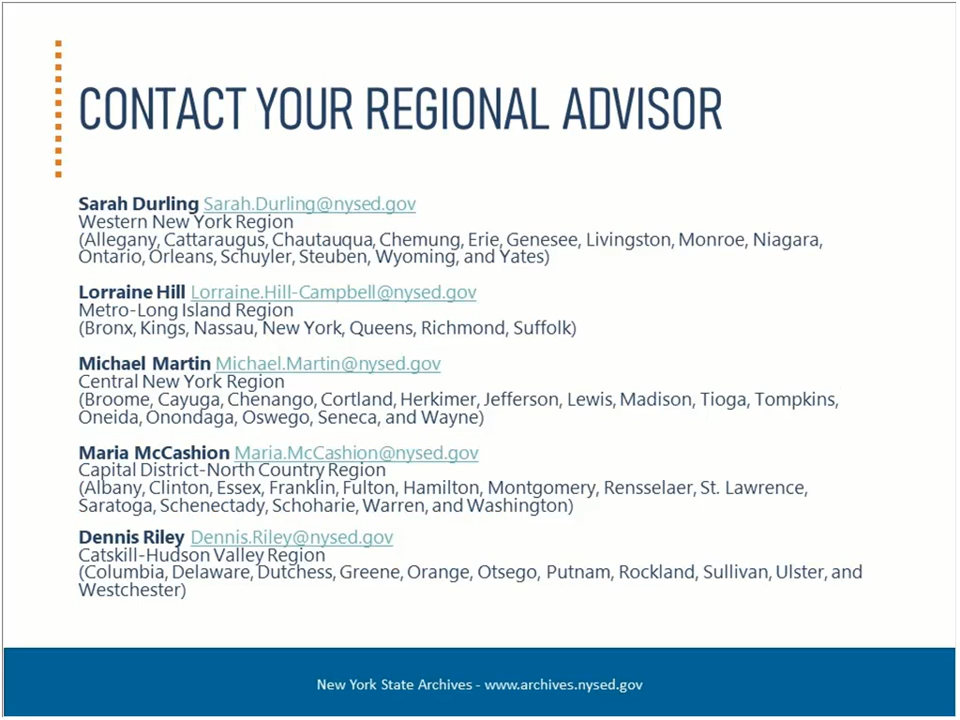 CONTACT YOUR REGIONAL ADVISOR
Sarah Durling Sarah.Durling@nysed.gov
Western New York Region
(Allegany, Cattaraugus, Chautauqua, Chemung, Erie, Genesee, Livingston, Monroe, Niagara,
Ontario, Orleans, Schuyler, Steuben, Wyoming, and Yates)
Lorraine Hill Lorraine.Hill-Campbell@nysed.gov
Metro-Long Island Region
(Bronx, Kings, Nassau, New York, Queens, Richmond, Suffolk)
Michael Martin Michael.Martin@nysed.gov
Central New York Region
(Broome, Cayuga, Chenango, Cortland, Herkimer, Jefferson, Lewis, Madison, Tioga, Tompkins,
Oneida, Onondaga, Oswego, Seneca, and Wayne)
Maria McCashion Maria.McCashion@nysed.gov
Capital District-North Country Region
(Albany, Clinton, Essex, Franklin, Fulton, Hamilton, Montgomery, Rensselaer, St. Lawrence,
Saratoga, Schenectady, Schoharie, Warren, and Washington)
Dennis Riley Dennis.Riley@nysed.gov
Catskill-Hudson Valley Region
(Columbia, Delaware, Dutchess, Greene, Orange, Otsego, Putnam, Rockland, Sullivan, Ulster, and
Westchester)
New York State Archives - www.archives.nysed.gov